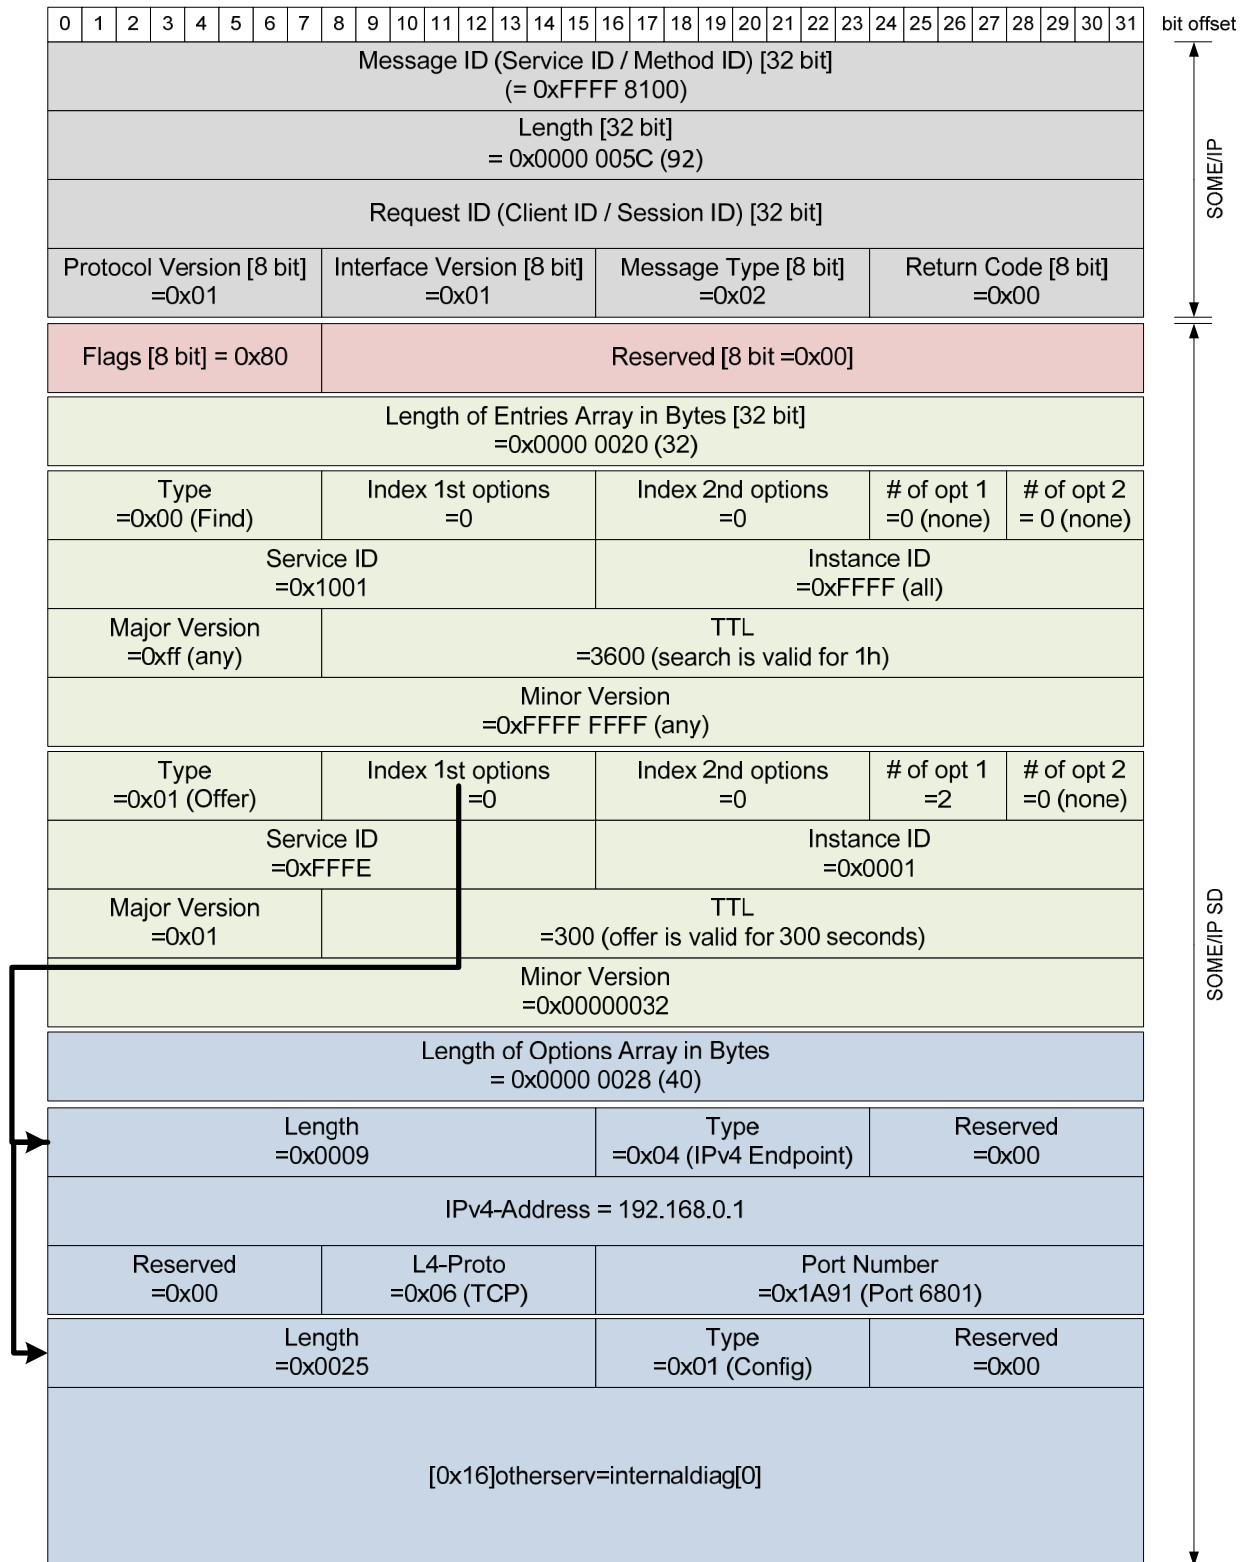 0 1 2 3 4 5 6 7 8 9 10 11 12 13 14 15 16 17 18 19 20 21 22 23 24 25 26 27 28 29 30 31 bit offset
Message ID (Service ID / Method ID) [32 bit]
(= 0xFFFF 8100)
Length [32 bit]
= 0x0000 005C (92)
Request ID (Client ID / Session ID) [32 bit]
Protocol Version [8 bit] Interface Version [8 bit] Message Type [8 bit] Return Code [8 bit]
=0x01 =0x01 =0x02 =0x00
SOME/IP
Flags [8 bit] = 0x80 Reserved [8 bit =0x00]
Length of Entries Array in Bytes [32 bit]
=0x0000 0020 (32)
Type Index 1st options Index 2nd options # of opt 1 # of opt 2
=0x00 (Find) =0 =0 =0 (none) = 0 (none)
Service ID Instance ID
=0x1001 =0xFFFF (all)
Major Version TTL
=0xff (any) =3600 (search is valid for 1h)
Minor Version
=0xFFFF FFFF (any)
Type Index 1st options Index 2nd options # of opt 1 # of opt 2
=0x01 (Offer) =0 =0 =2 =0 (none)
Service ID Instance ID
=0xFFFE =0x0001
Major Version TTL
=0x01 =300 (offer is valid for 300 seconds)
Minor Version
=0x00000032
Length of Options Array in Bytes
= 0x0000 0028 (40)
Length Type Reserved
=0x0009 =0x04 (IPv4 Endpoint) =0x00
IPv4-Address = 192.168.0.1
Reserved L4-Proto Port Number
=0x00 =0x06 (TCP) =0x1A91 (Port 6801)
Length Type Reserved
=0x0025 =0x01 (Config) =0x00
[0x16]otherserv=internaldiag[0]
SOME/IP SD